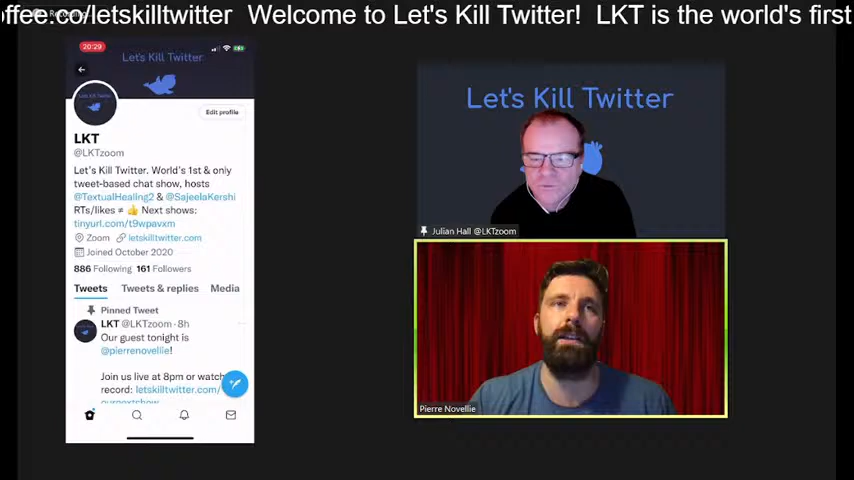 ffee.co/letskilltwitter Welcome to Let's Kill Twitter! LKT is the world's first
20:29
Let's Kill Twitter
Edit profile
LKT
@LKTzoom
Let's Kill Twitter. World's 1st & only
tweet-based chat show, hosts
@TextualHealing2 & @SajeelaKershi
RTs/likes ≠ 👍 Next shows:
tinyurl.com/t9wpavxm
Zoom letskilltwitter.com
Joined October 2020
886 Following 161 Followers
Tweets Tweets & replies Media
Pinned Tweet
LKT @LKTzoom · 8h
Our guest tonight is
@pierrenovellie!
Join us live at 8pm or watch
record: letskilltwitter.com/
ournextshow
Let's Kill Twitter
Julian Hall @LKTzoom
Pierre Novellie